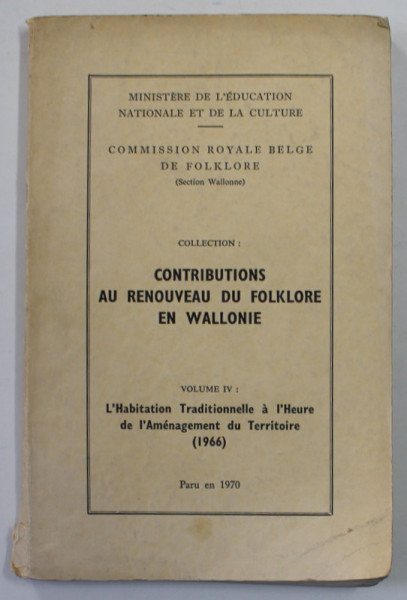 MINISTÈRE DE L'ÉDUCATION
NATIONALE ET DE LA CULTURE
COMMISSION ROYALE BELGE
DE FOLKLORE
(Section Wallonne)
COLLECTION :
CONTRIBUTIONS
AU RENOUVEAU DU FOLKLORE
EN WALLONIE
VOLUME IV :
L'Habitation Traditionnelle à l'Heure
de l'Aménagement du Territoire
(1966)
Paru en 1970